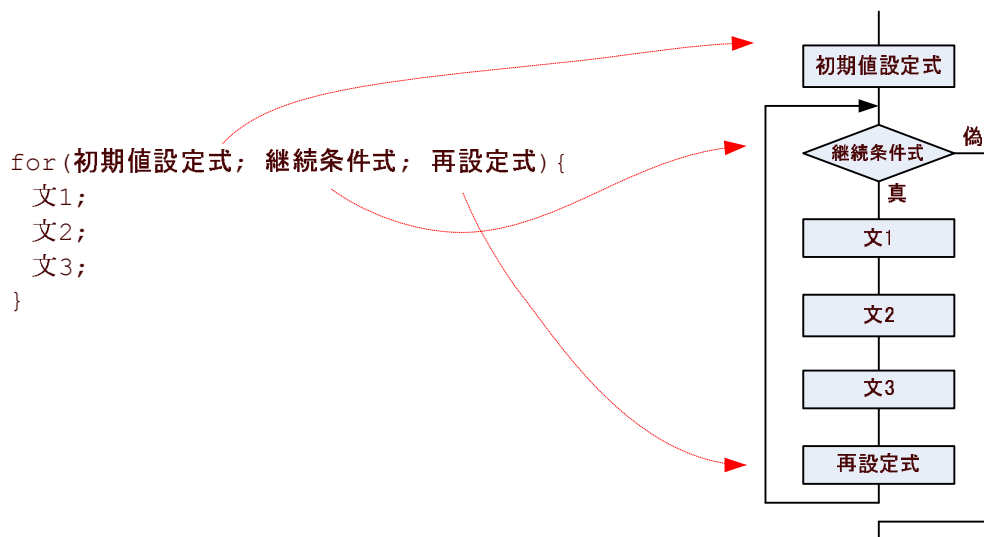 for(初期値設定式; 継続条件式; 再設定式){
文1;
文2;
文3;
}
初期値設定式
継続条件式
偽
真
文1
文2
文3
再設定式